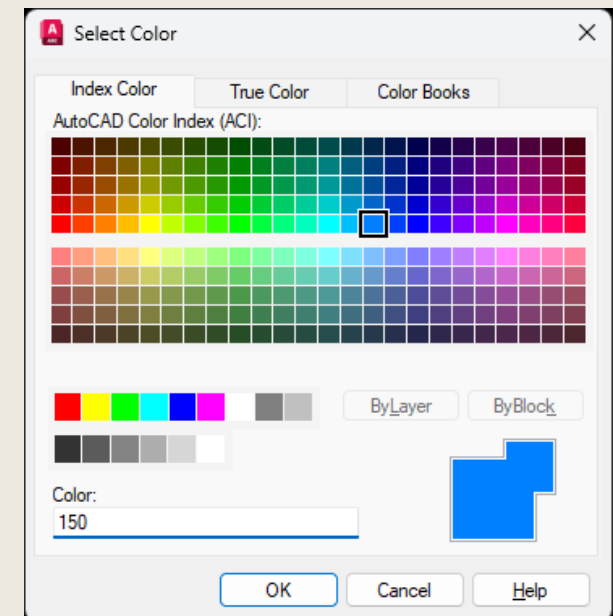 Select Color
Index Color True Color Color Books
AutoCAD Color Index (ACI):
ByLayer ByBlock
Color:
150
OK Cancel Help